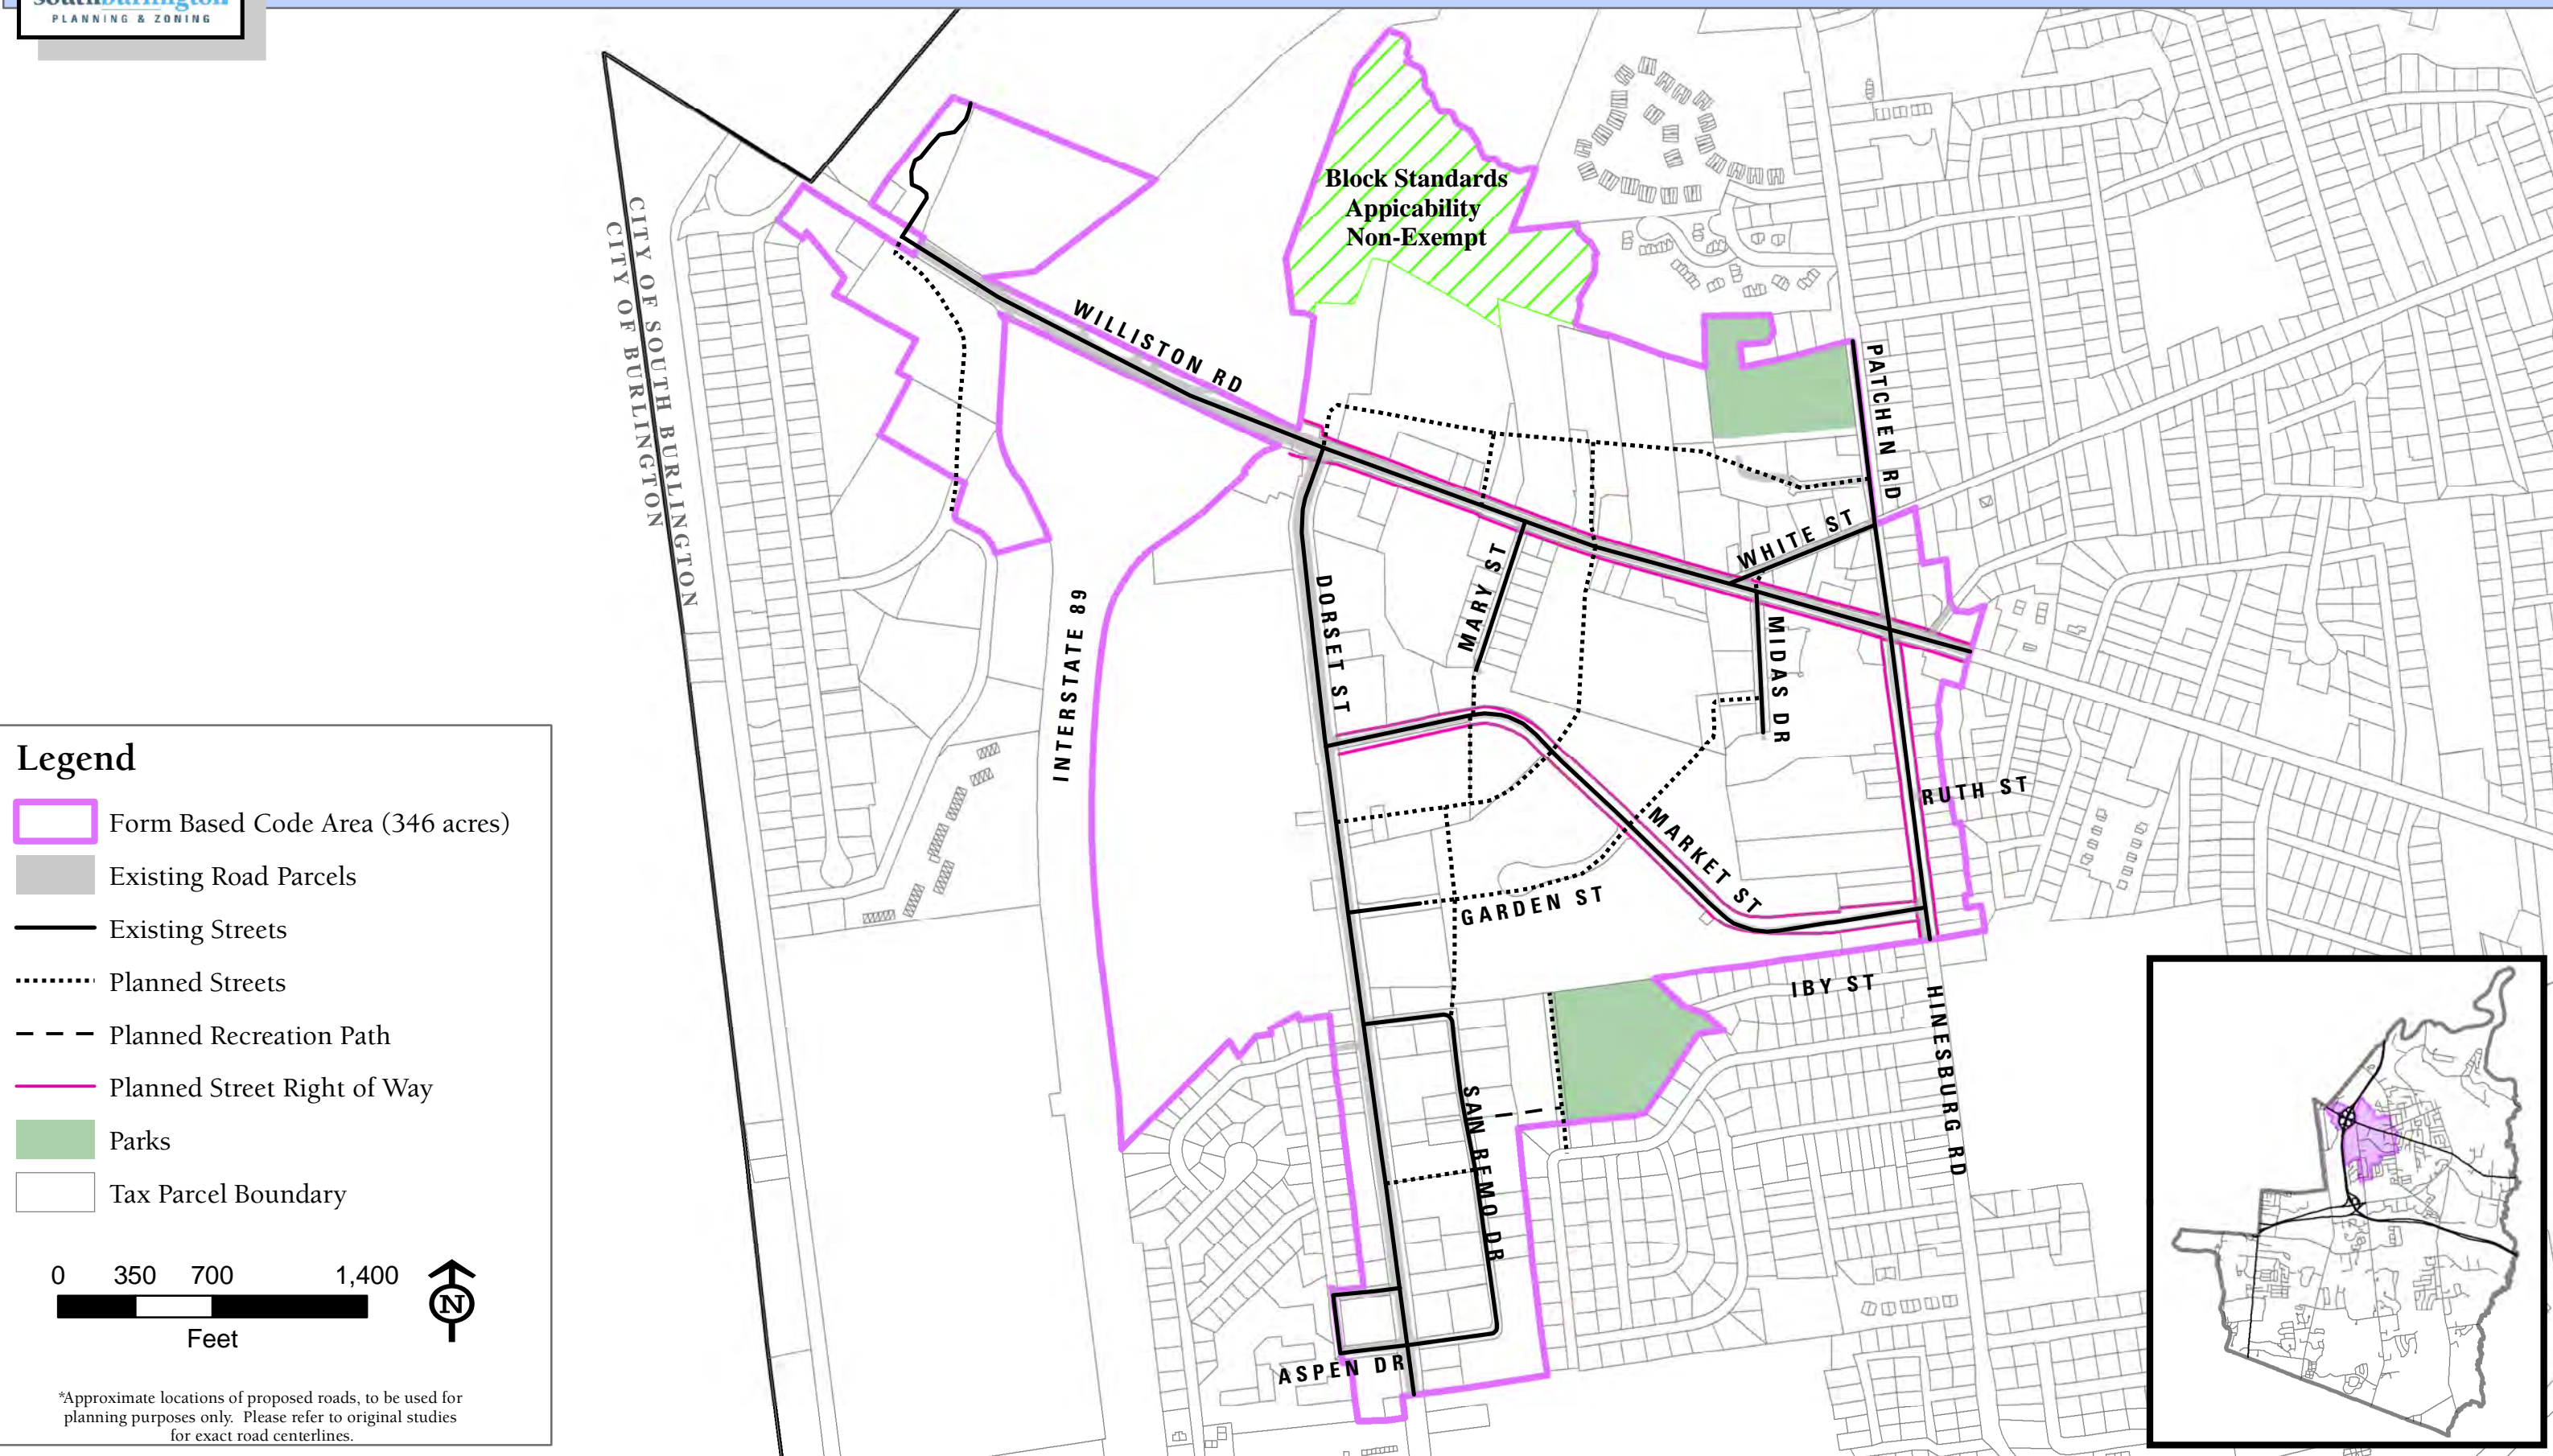 southburlington
PLANNING & ZONING
Block Standards
Appicability
Non-Exempt
CITY OF SOUTH BURLINGTON
CITY OF BURLINGTON
WILLISTON RD
PATCHEN RD
WHITE ST
MARY ST
DORSET ST
INTERSTATE 89
MIDAS DR
RUTH ST
MARKET ST
GARDEN ST
IBY ST
HINESBURG RD
SAN REMO DR
ASPEN DR
Legend
Form Based Code Area (346 acres)
Existing Road Parcels
Existing Streets
Planned Streets
Planned Recreation Path
Planned Street Right of Way
Parks
Tax Parcel Boundary
0 350 700 1,400
Feet
N
*Approximate locations of proposed roads, to be used for
planning purposes only. Please refer to original studies
for exact road centerlines.